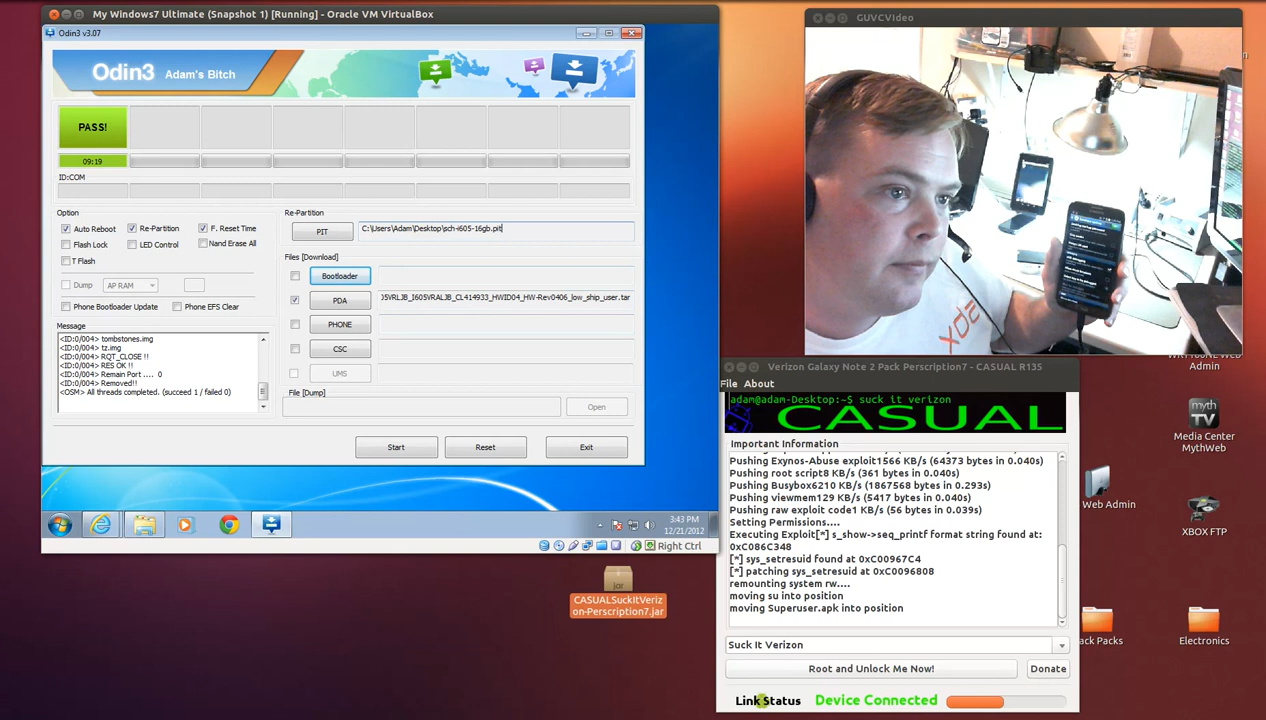 My Windows7 Ultimate (Snapshot 1) [Running] - Oracle VM VirtualBox
Odin3 v3.07
Odin3 Adam's Bitch
PASS!
09:19
ID:COM
Option
Auto Reboot
Re-Partition
F. Reset Time
Flash Lock
LED Control
Nand Erase All
T Flash
Dump
AP RAM
Phone Bootloader Update
Phone EFS Clear
Message
<ID:0/004> tombstones.img
<ID:0/004> tz.img
<ID:0/004> RQT_CLOSE !!
<ID:0/004> RES OK !!
<ID:0/004> Remain Port .... 0
<ID:0/004> Removed!!
<OSM> All threads completed. (succeed 1 / failed 0)
Re-Partition
PIT
C:\Users\Adam\Desktop\sch-i605-16gb.pit
Files [Download]
Bootloader
PDA
)5VRLJB_I605VRALJB_CL414933_HWID04_HW-Rev0406_low_ship_user.tar
PHONE
CSC
UMS
File [Dump]
Open
Start
Reset
Exit
3:43 PM
12/21/2012
Right Ctrl
jar
CASUALSuckItVeriz
on-Perscription7.jar
GUVCVideo
xda
Verizon Galaxy Note 2 Pack Perscription7 - CASUAL R135
File About
adam@adam-Desktop:~$ suck it verizon
CASUAL
Important Information
Pushing Exynos-Abuse exploit1566 KB/s (64373 bytes in 0.040s)
Pushing root script8 KB/s (361 bytes in 0.040s)
Pushing Busybox6210 KB/s (1867568 bytes in 0.293s)
Pushing viewmem129 KB/s (5417 bytes in 0.040s)
Pushing raw exploit code1 KB/s (56 bytes in 0.039s)
Setting Permissions....
Executing Exploit[*] s_show->seq_printf format string found at:
0xC086C348
[*] sys_setresuid found at 0xC00967C4
[*] patching sys_setresuid at 0xC0096808
remounting system rw....
moving su into position
moving Superuser.apk into position
Suck It Verizon
Root and Unlock Me Now!
Donate
Link Status
Device Connected
Admin
myth
TV
Media Center
MythWeb
Web Admin
XBOX FTP
ack Packs
Electronics